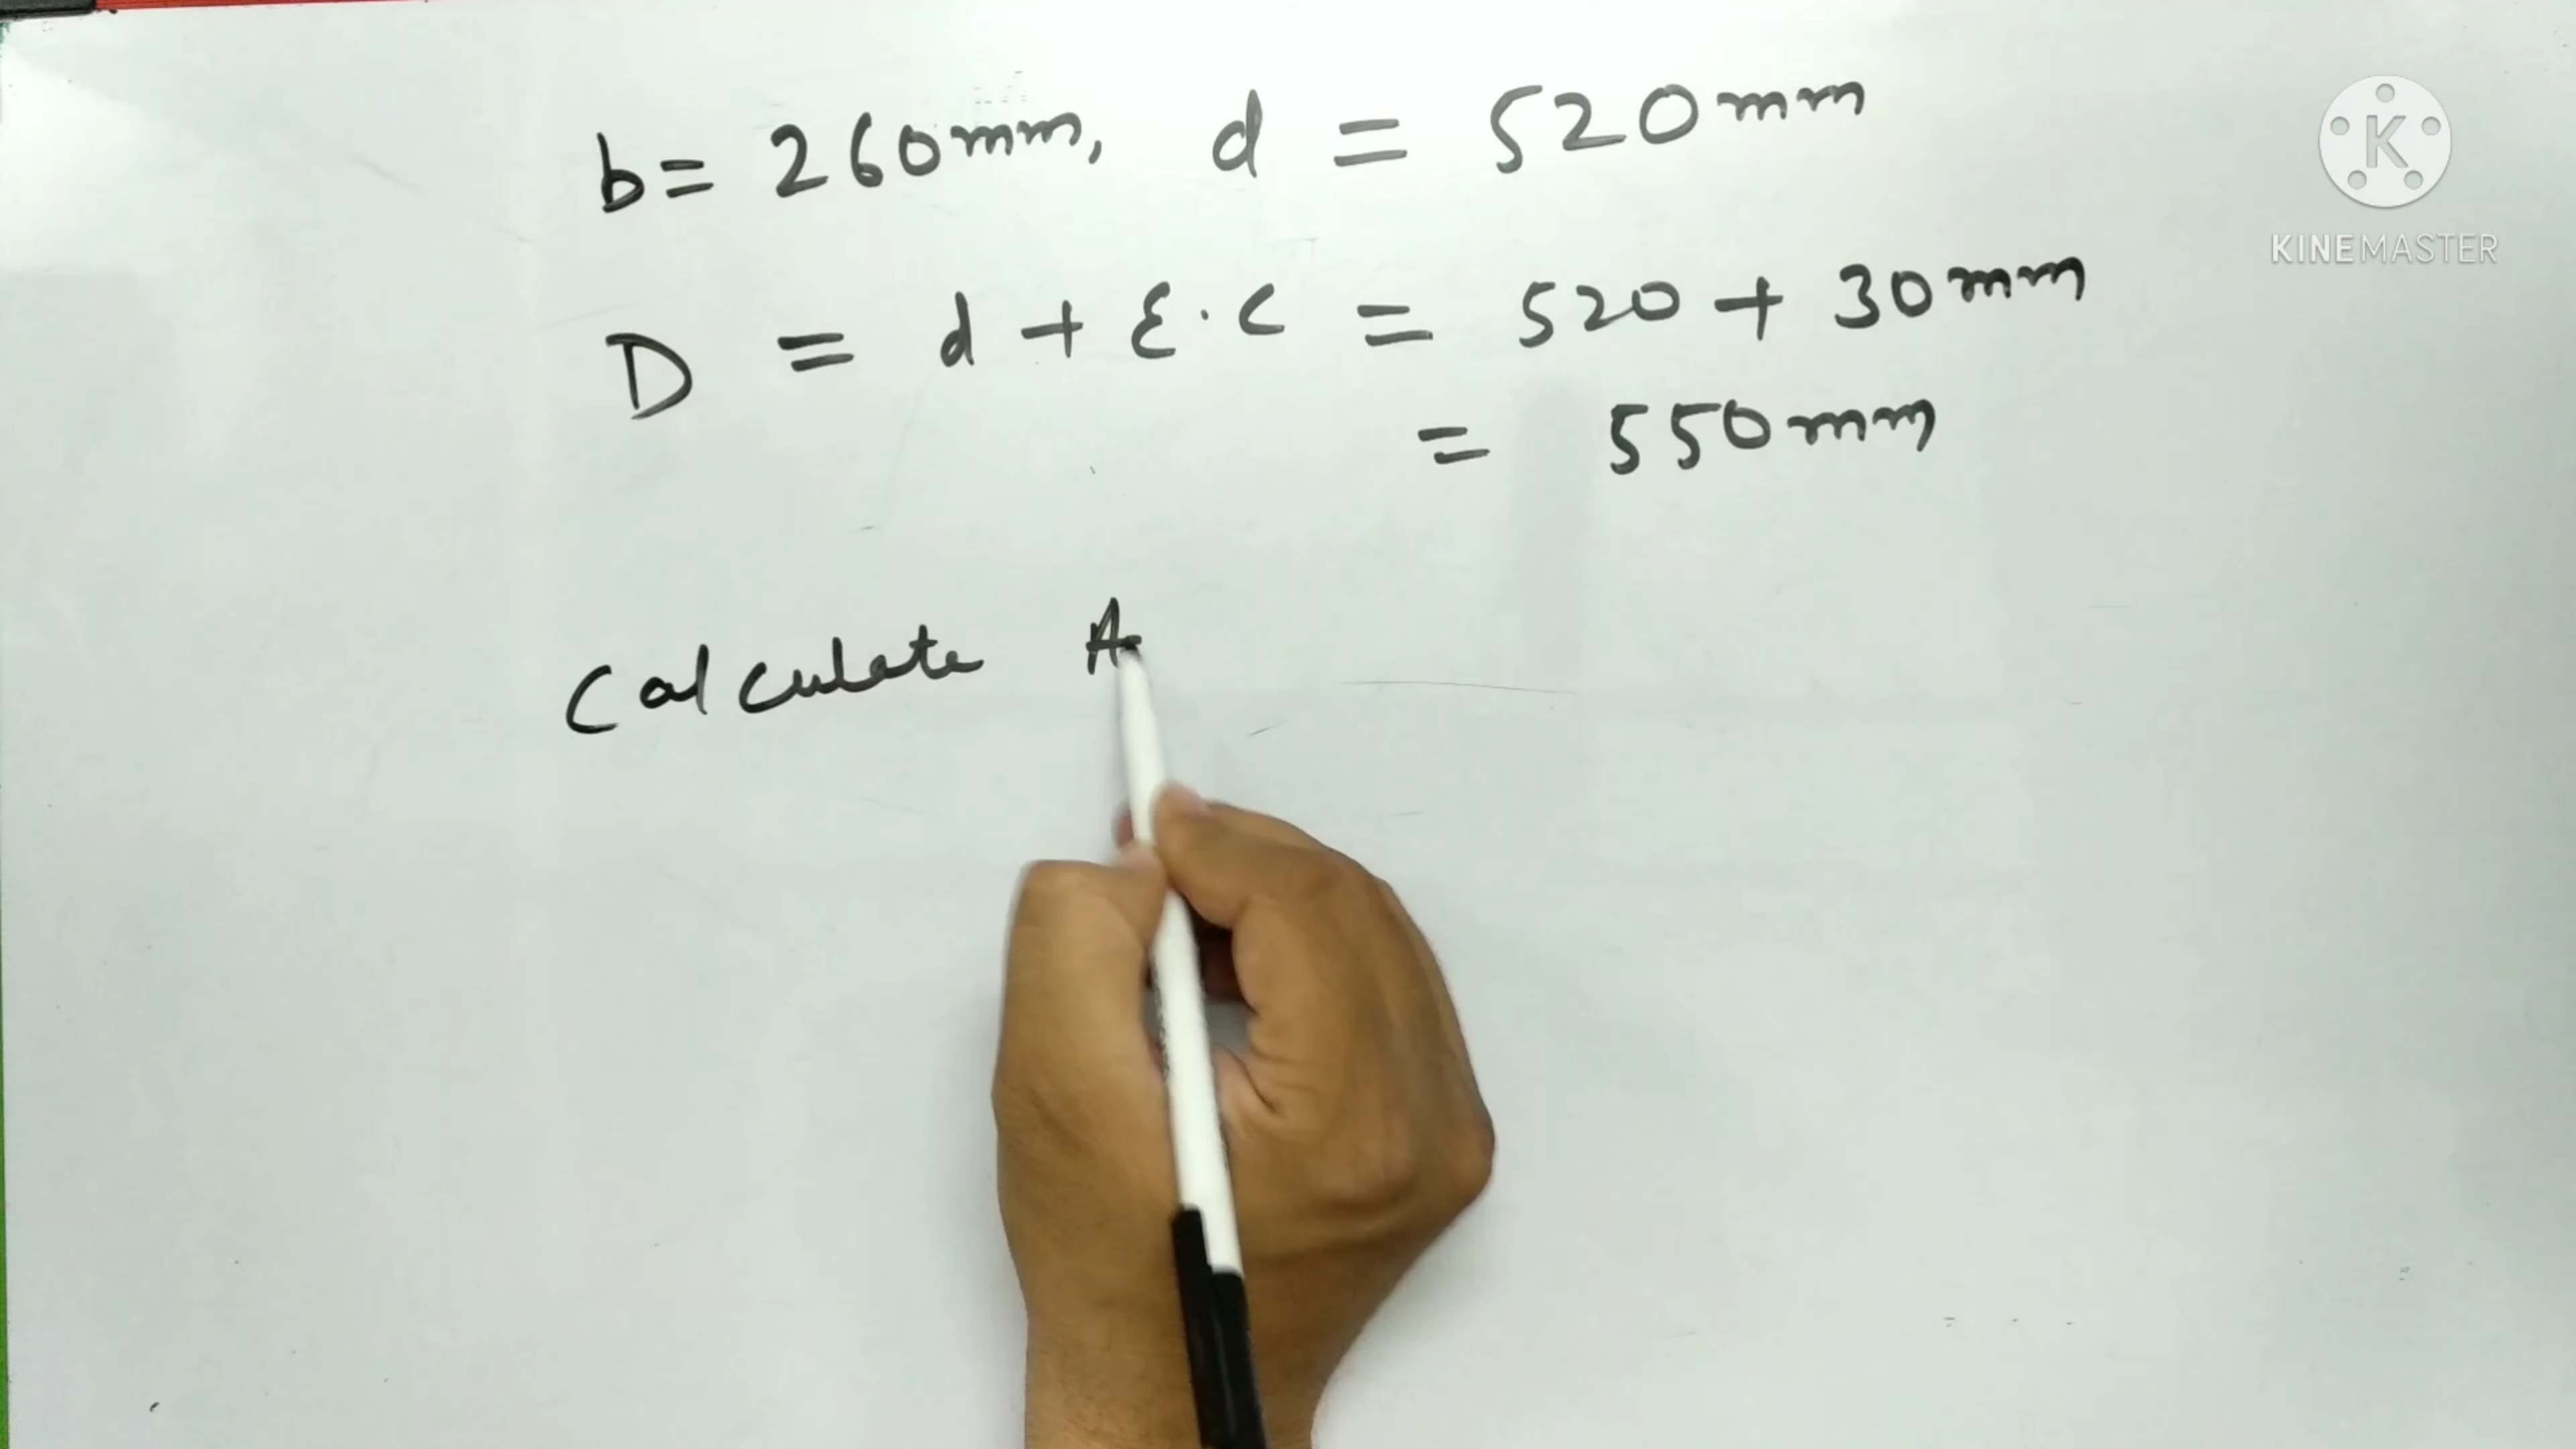 b = 260mm, d = 520mm
D = d + E.C = 520 + 30mm
= 550mm
Calculate A
K
KINEMASTER